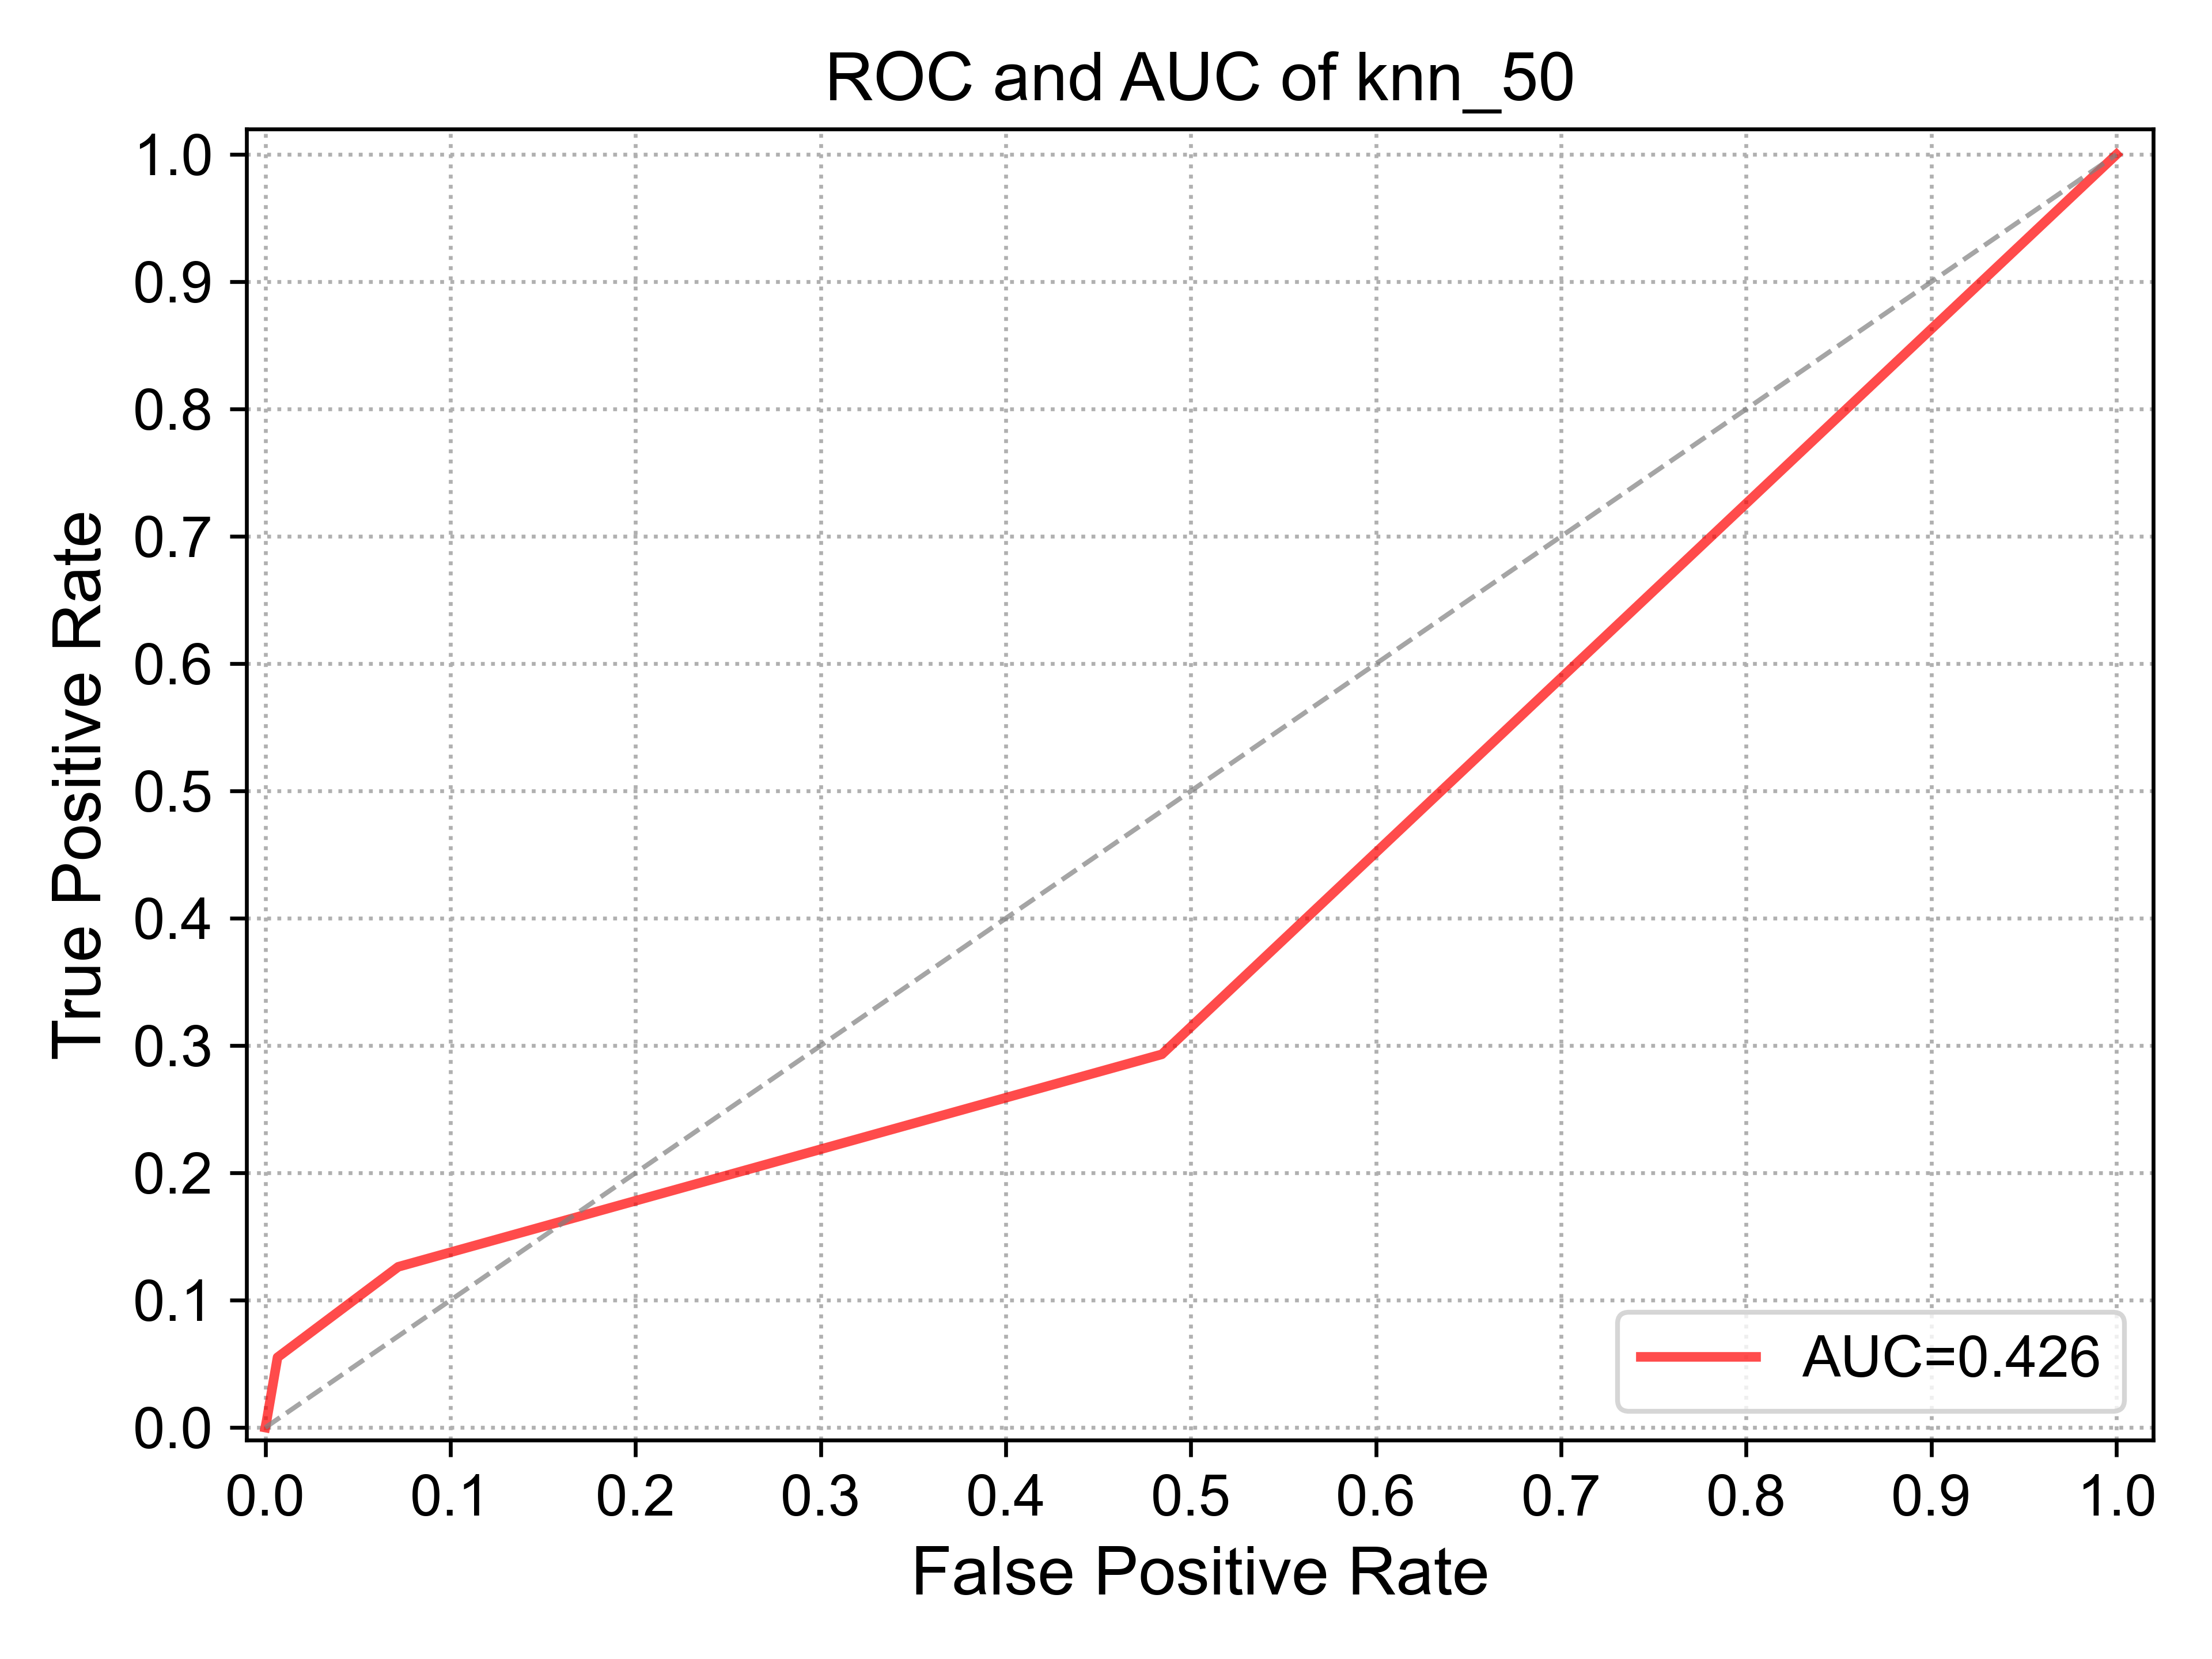 ROC and AUC of knn_50
1.0
0.9
0.8
0.7
0.6
0.5
0.4
0.3
0.2
0.1
0.0
True Positive Rate
AUC=0.426
0.0 0.1 0.2 0.3 0.4 0.5 0.6 0.7 0.8 0.9 1.0
False Positive Rate